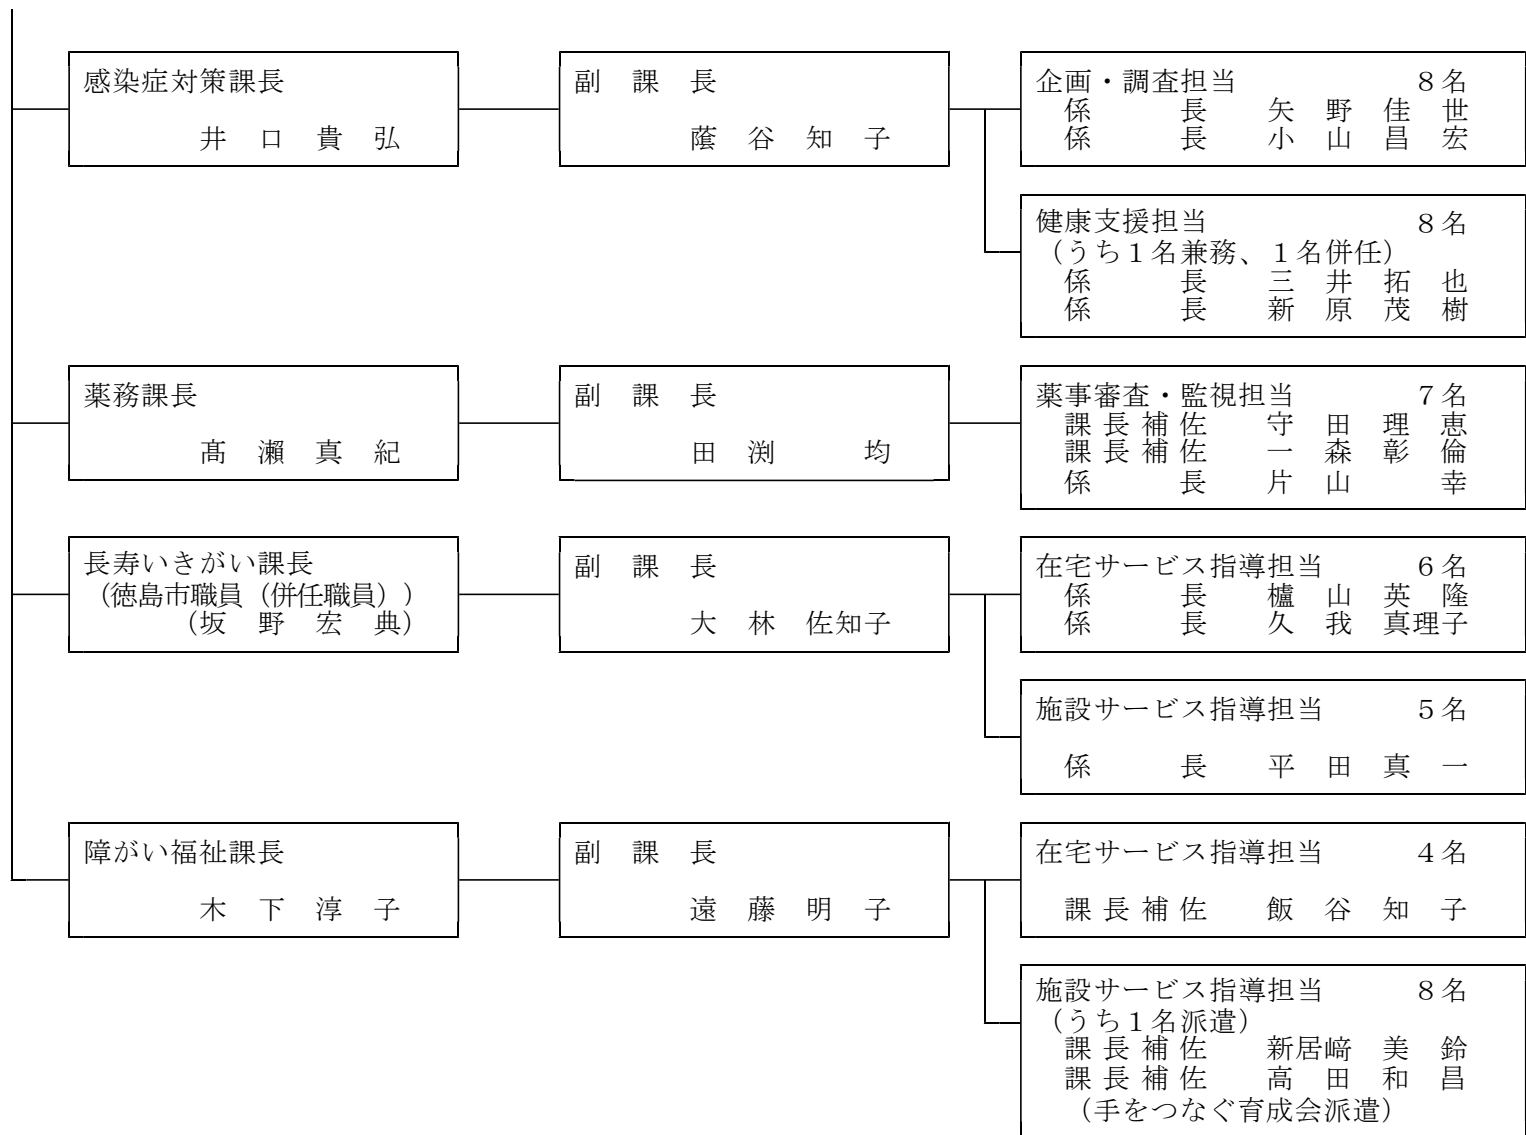 感染症対策課長
井口貴弘
副課長
蔭谷知子
企画・調査担当 8名
係長 矢野佳世
係長 小山昌宏
健康支援担当 8名
(うち1名兼務、1名併任)
係長 三井拓也
係長 新原茂樹
薬務課長
髙瀬真紀
副課長
田渕均
薬事審査・監視担当 7名
課長補佐 守田理恵
課長補佐 一森彰倫
係長 片山幸
長寿いきがい課長
(徳島市職員(併任職員))
(坂野宏典)
副課長
大林佐知子
在宅サービス指導担当 6名
係長 櫨山英隆
係長 久我真理子
施設サービス指導担当 5名
係長 平田真一
障がい福祉課長
木下淳子
副課長
遠藤明子
在宅サービス指導担当 4名
課長補佐 飯谷知子
施設サービス指導担当 8名
(うち1名派遣)
課長補佐 新居﨑美鈴
課長補佐 高田和昌
(手をつなぐ育成会派遣)